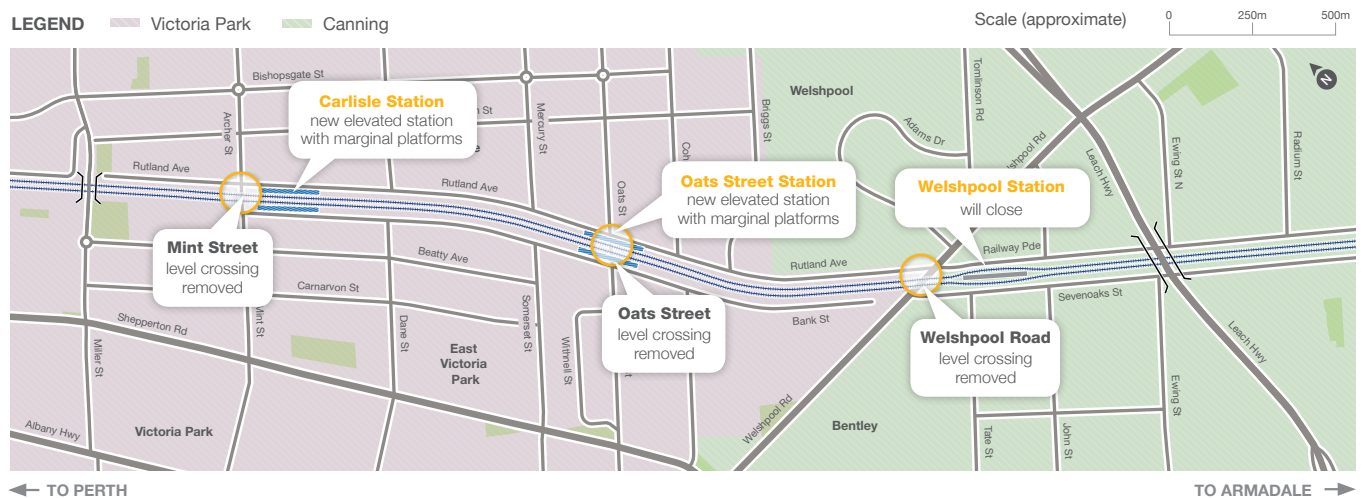 LEGEND
Victoria Park
Canning
Scale (approximate)
0
250m
500m
N
Bishopsgate St
Carlisle Station
new elevated station
with marginal platforms
Archer St
Mercury St
St
Briggs St
Welshpool
Tomlinson Rd
Adams Dr
Welshpool Rd
Leach Hwy
Ewing St N
Radium St
Rutland Ave
Rutland Ave
Oats St
Oats Street Station
new elevated station
with marginal platforms
Welshpool Station
will close
Mint Street
level crossing
removed
Beatty Ave
Rutland Ave
Railway Pde
Carnarvon St
Sevenoaks St
Oats Street
level crossing
removed
Bank St
Shepperton Rd
Mint St
Dane St
Somerset St
Withnell St
St
Miller St
East
Victoria
Park
Welshpool Road
level crossing
removed
Leach Hwy
Ewing St
Albany Hwy
Victoria Park
Welshpool Rd
Bentley
Tate St
John St
TO PERTH
TO ARMADALE